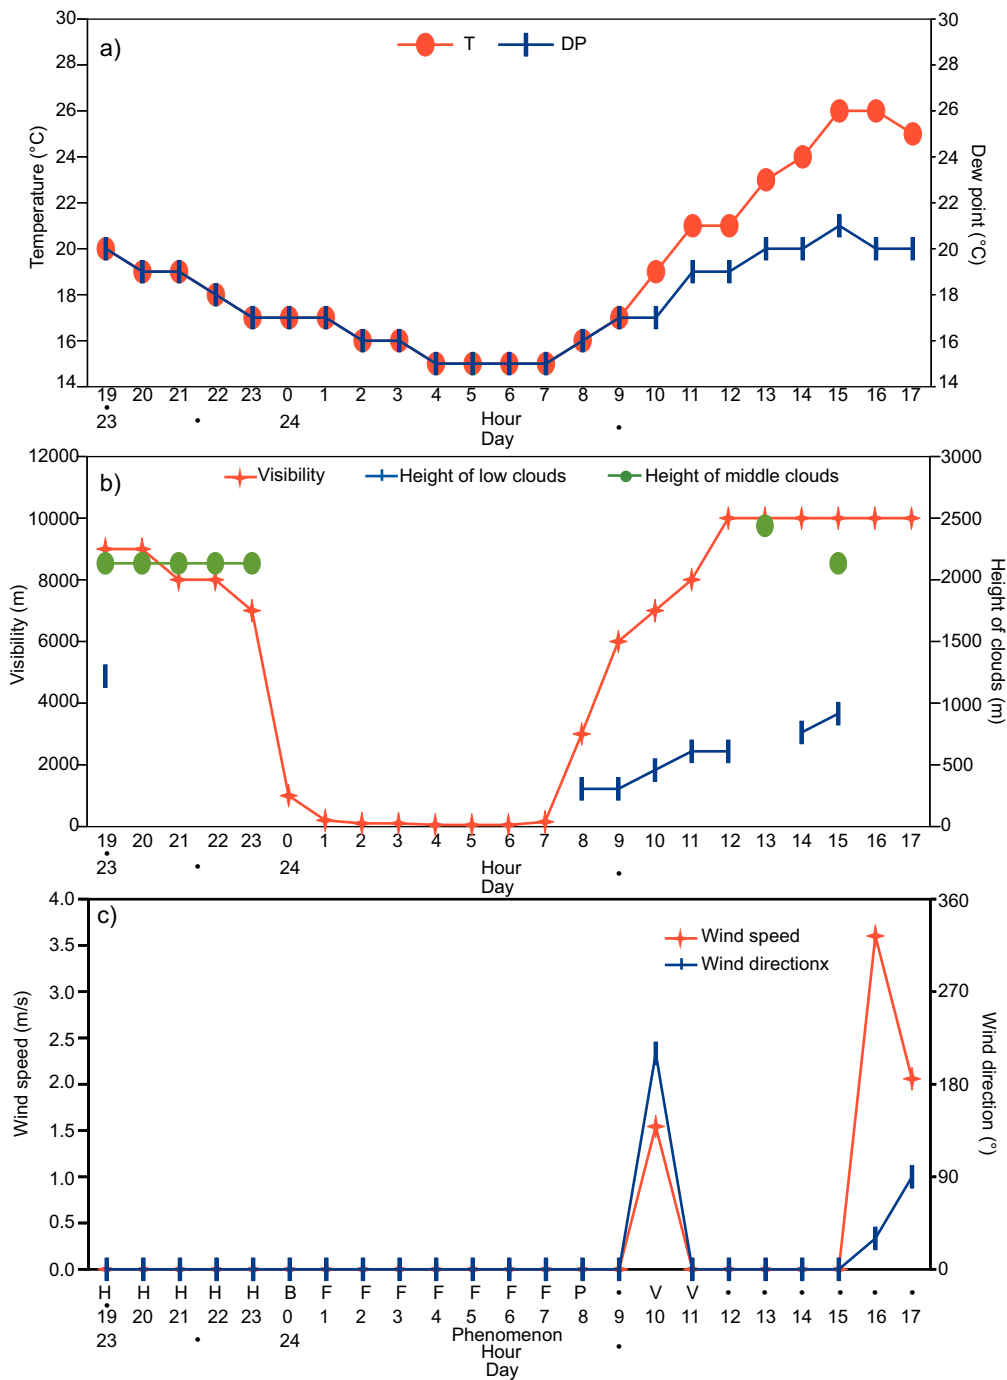 a)
T
DP
30
28
26
24
22
20
18
16
14
Temperature (°C)
30
28
26
24
22
20
18
16
14
Dew point (°C)
19 20 21 22 23 0 1 2 3 4 5 6 7 8 9 10 11 12 13 14 15 16 17
Hour
23 24
Day
b)
Visibility
Height of low clouds
Height of middle clouds
12000
10000
8000
6000
4000
2000
0
Visibility (m)
3000
2500
2000
1500
1000
500
0
Height of clouds (m)
19 20 21 22 23 0 1 2 3 4 5 6 7 8 9 10 11 12 13 14 15 16 17
Hour
23 24
Day
c)
Wind speed
Wind directionx
4.0
3.5
3.0
2.5
2.0
1.5
1.0
0.5
0.0
Wind speed (m/s)
360
270
180
90
0
Wind direction (°)
H H H H H B F F F F F F F P • V V • • • • • •
19 20 21 22 23 0 1 2 3 4 5 6 7 8 9 10 11 12 13 14 15 16 17
Phenomenon
23 24
Hour
Day